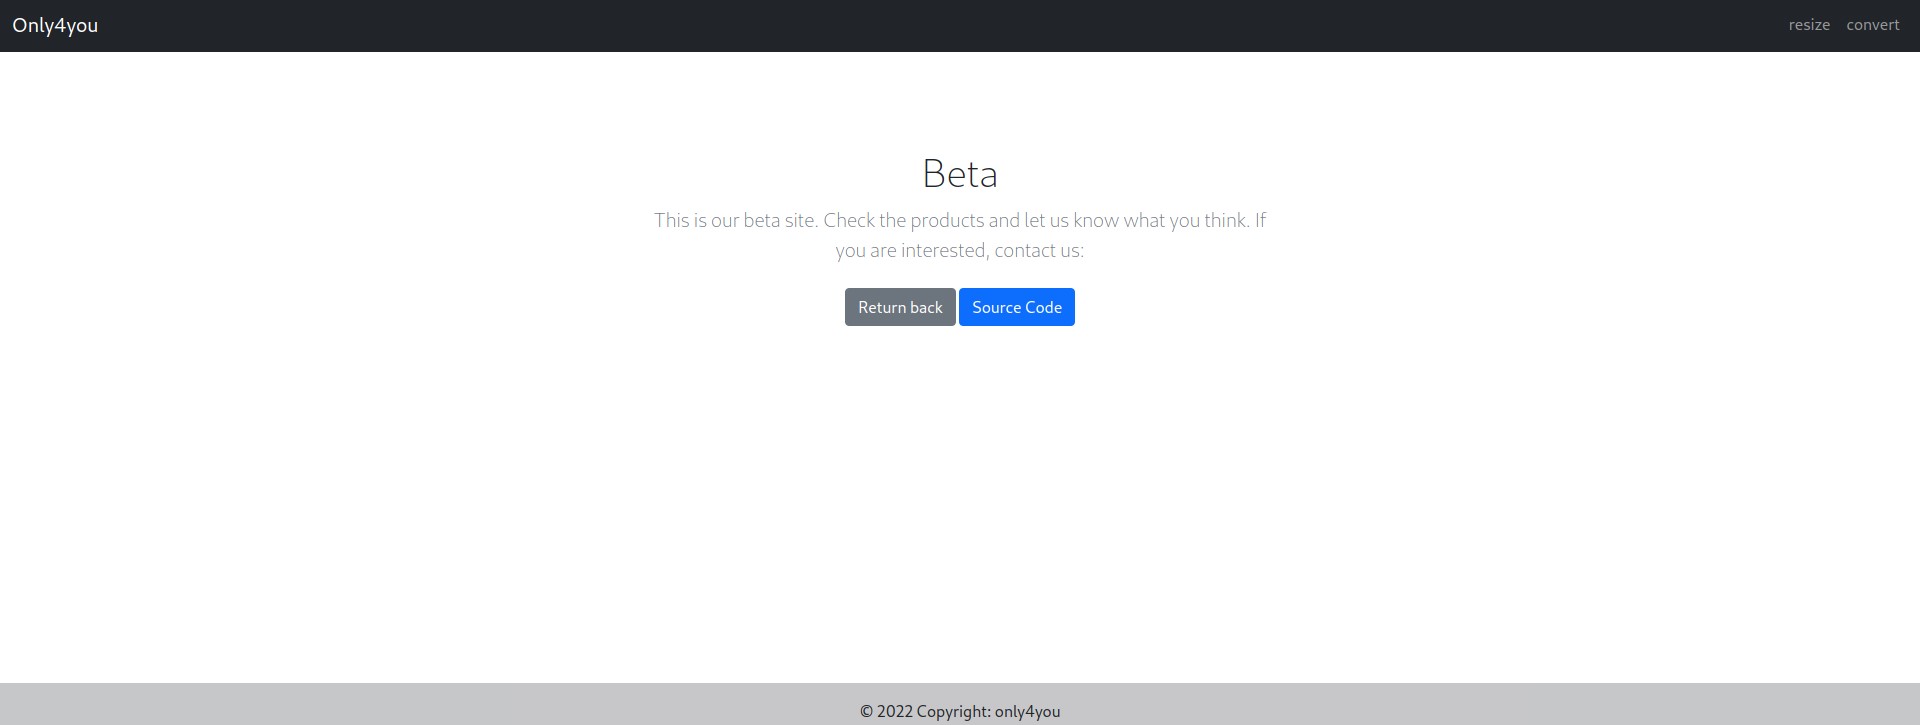 Only4you
resize convert
Beta
This is our beta site. Check the products and let us know what you think. If
you are interested, contact us:
Return back Source Code
© 2022 Copyright: only4you